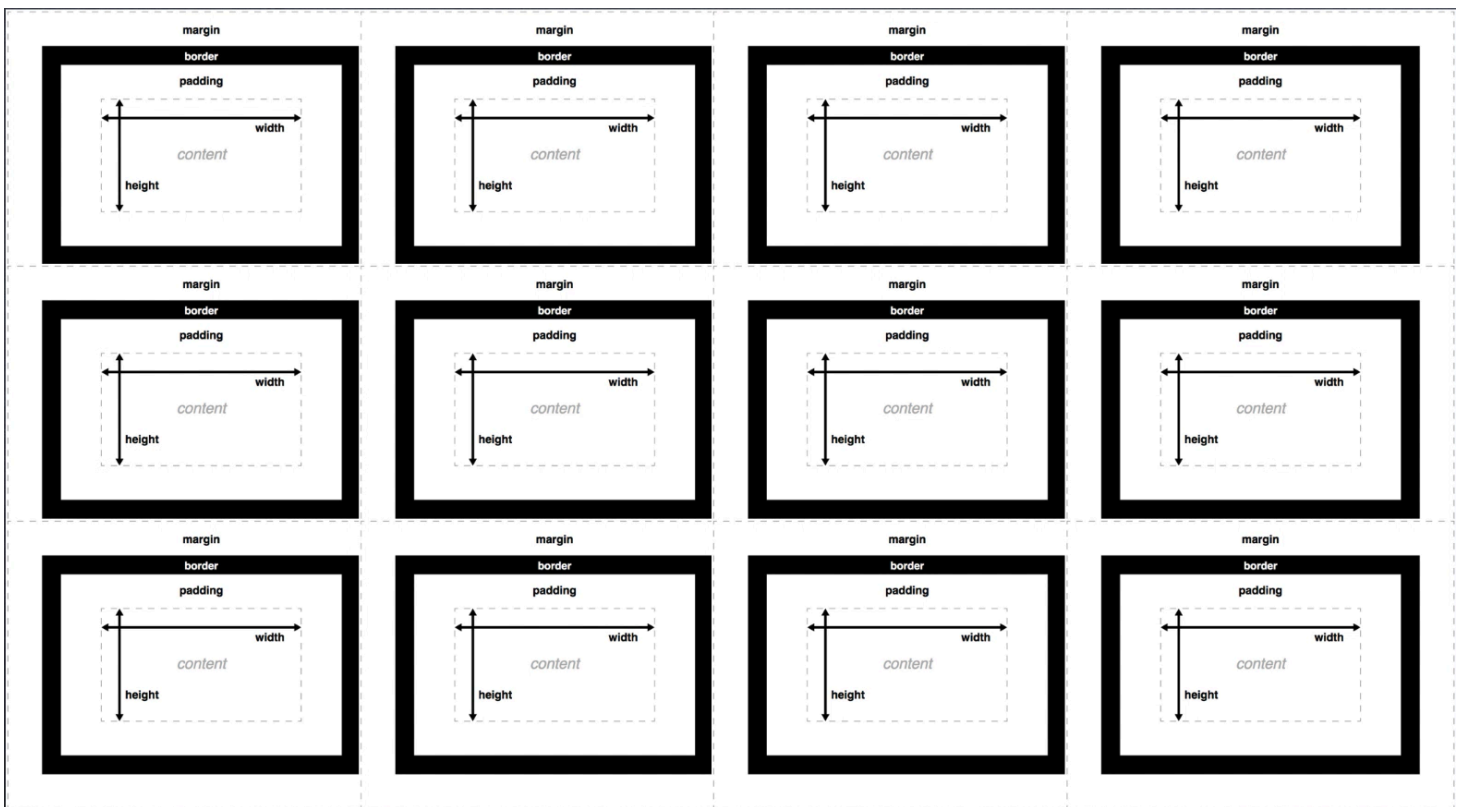 margin margin margin margin
border border border border
padding padding padding padding
width width width width
content content content content
height height height height
margin margin margin margin
border border border border
padding padding padding padding
width width width width
content content content content
height height height height
margin margin margin margin
border border border border
padding padding padding padding
width width width width
content content content content
height height height height